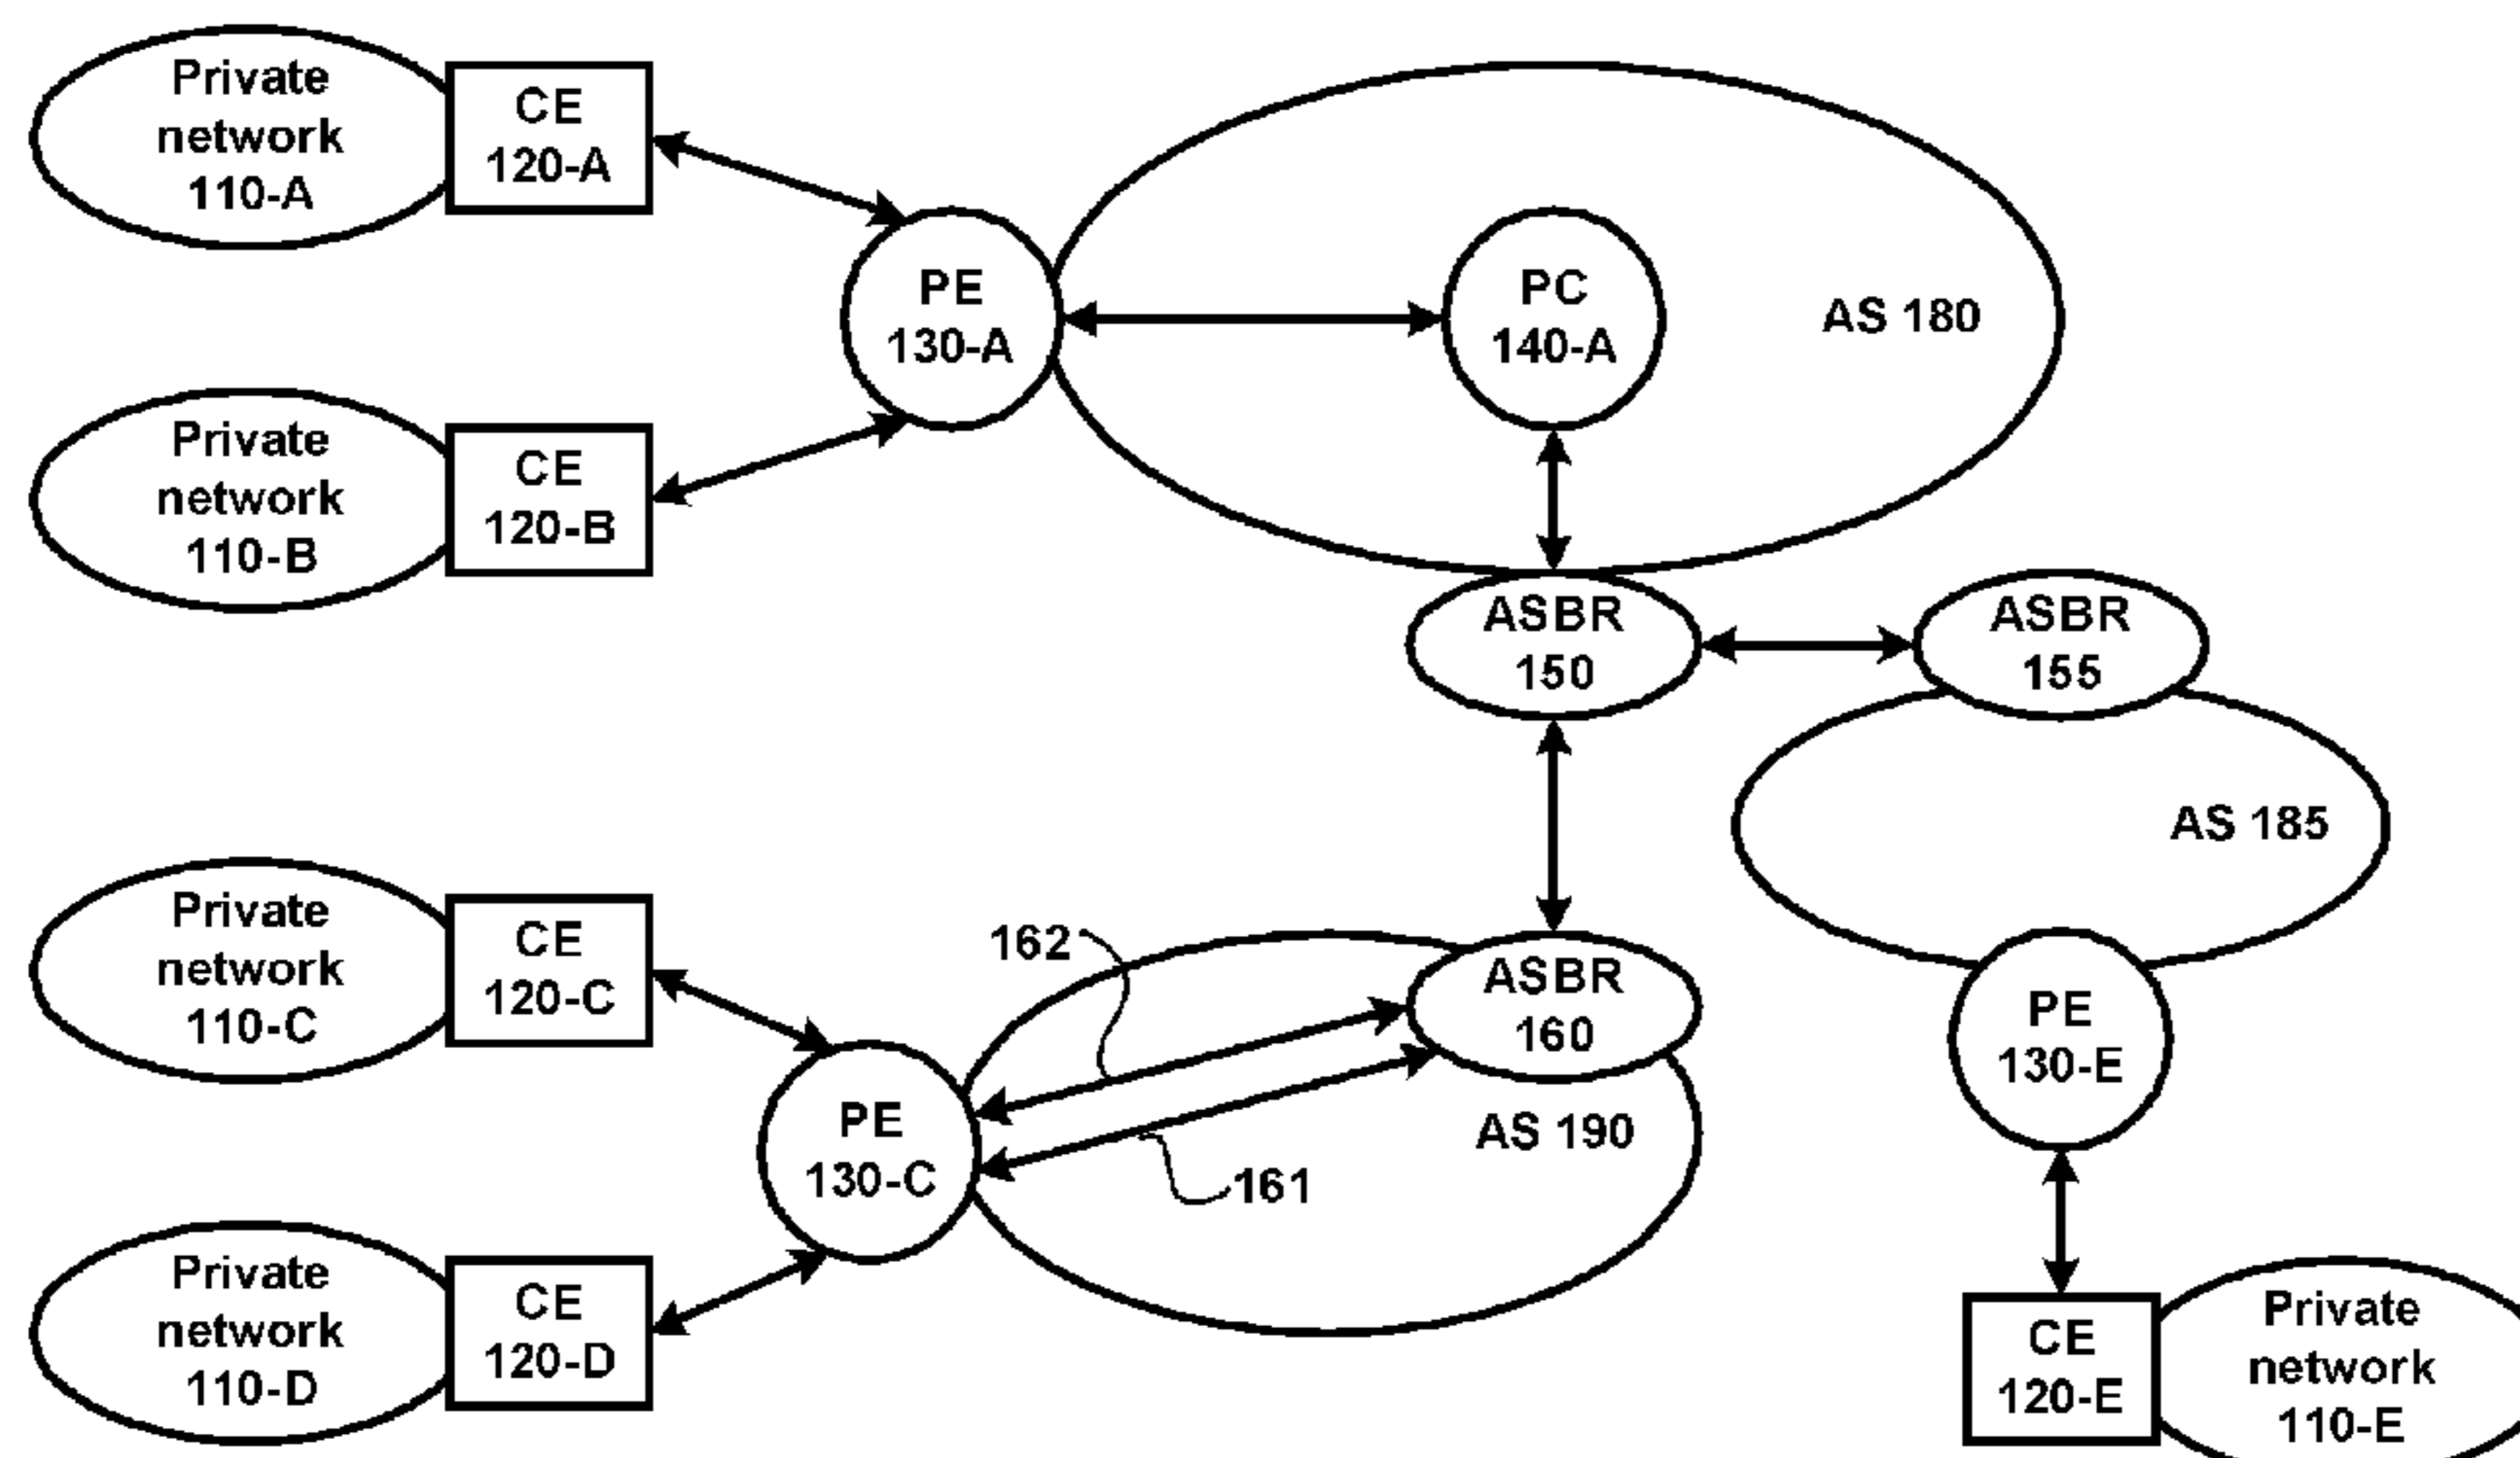 Private
network
110-A
CE
120-A
PE
130-A
PC
140-A
AS 180
Private
network
110-B
CE
120-B
ASBR
150
ASBR
155
AS 185
Private
network
110-C
CE
120-C
162
ASBR
160
PE
130-C
161
AS 190
PE
130-E
Private
network
110-D
CE
120-D
CE
120-E
Private
network
110-E